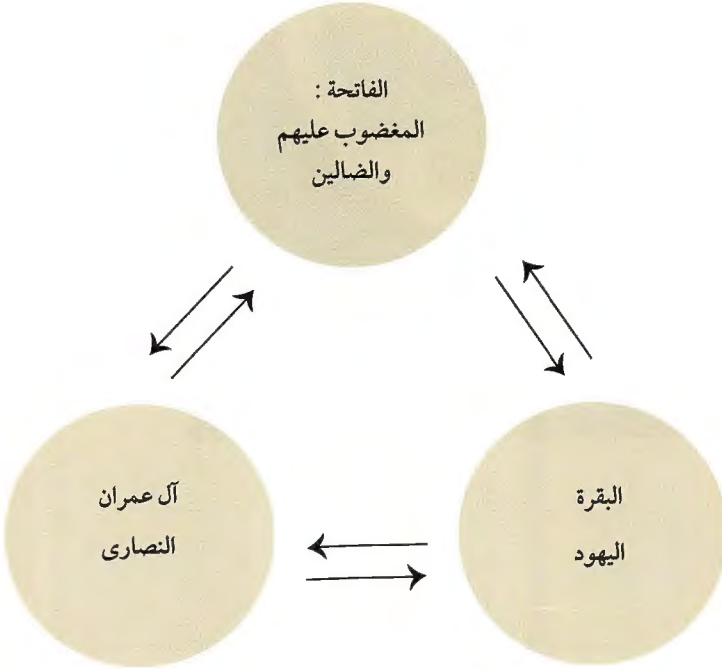 الفاتحة :
المغضوب عليهم
والضالين
البقرة
اليهود
آل عمران
النصارى